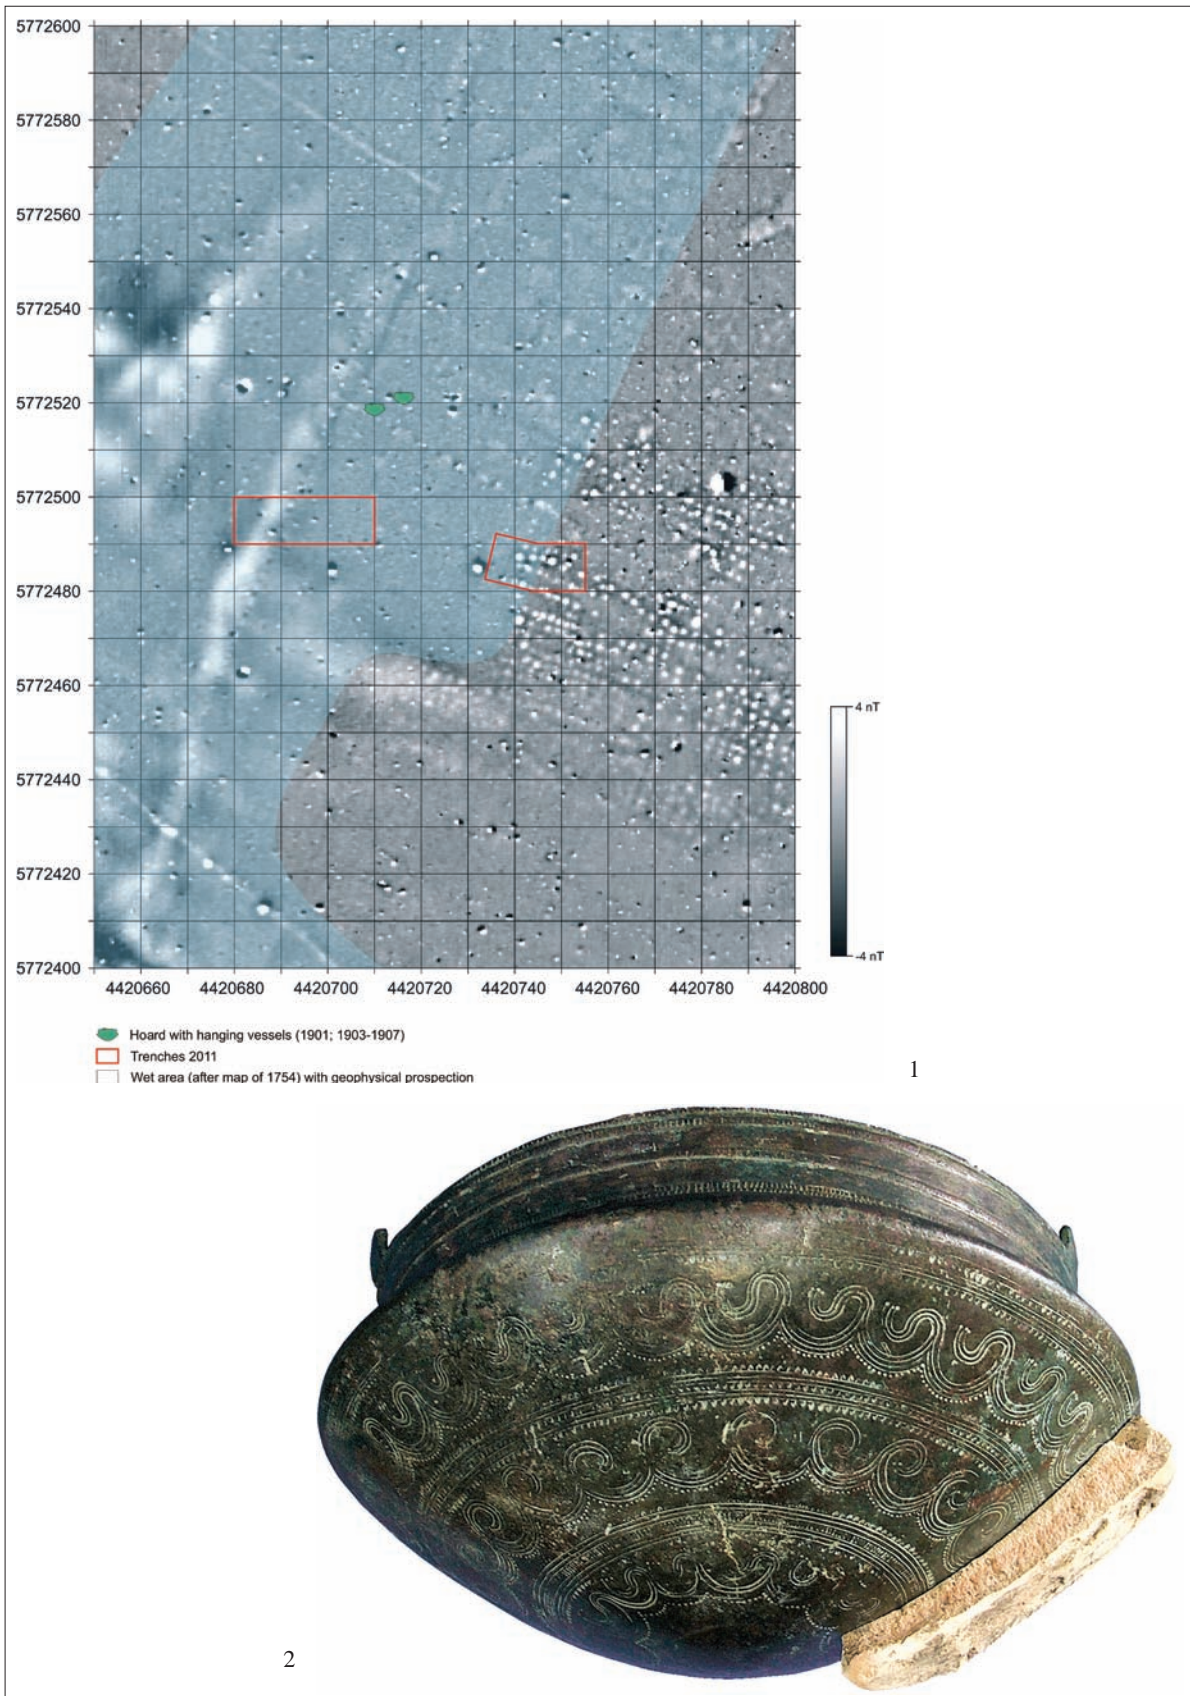 5772600
5772580
5772560
5772540
5772520
5772500
5772480
5772460
5772440
5772420
5772400
4420660 4420680 4420700 4420720 4420740 4420760 4420780 4420800
4 nT
-4 nT
Hoard with hanging vessels (1901; 1903-1907)
Trenches 2011
Wet area (after map of 1754) with geophysical prospection
1
2